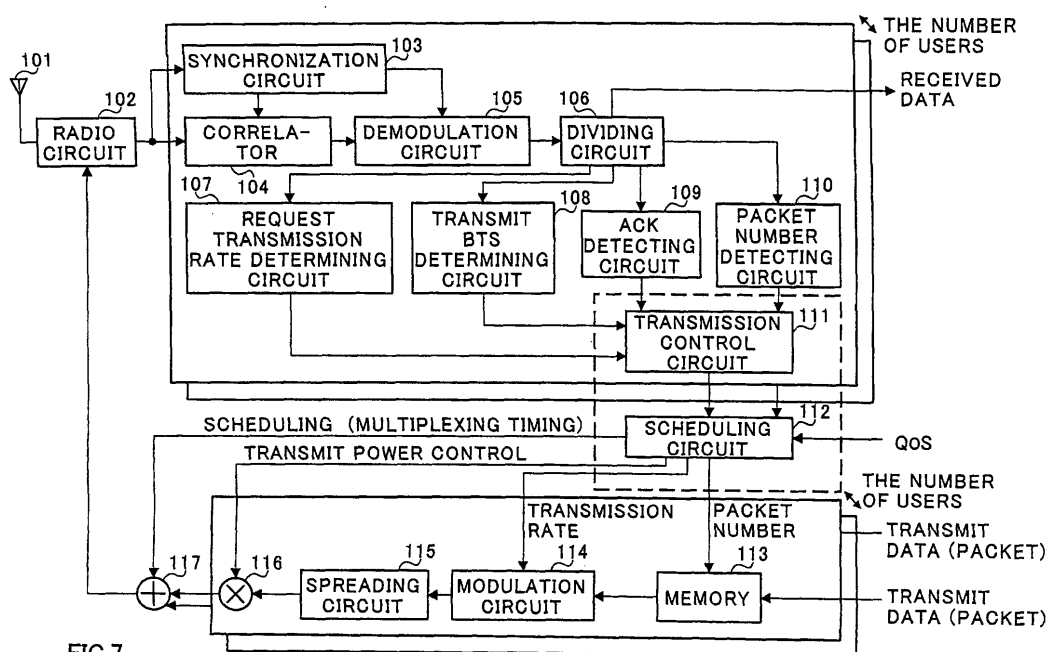 THE NUMBER
OF USERS
101
103
SYNCHRONIZATION
CIRCUIT
RECEIVED
DATA
102
RADIO
CIRCUIT
CORRELA-
TOR
104
105
DEMODULATION
CIRCUIT
106
DIVIDING
CIRCUIT
107
REQUEST
TRANSMISSION
RATE DETERMINING
CIRCUIT
108
TRANSMIT
BTS
DETERMINING
CIRCUIT
109
ACK
DETECTING
CIRCUIT
110
PACKET
NUMBER
DETECTING
CIRCUIT
111
TRANSMISSION
CONTROL
CIRCUIT
112
SCHEDULING
CIRCUIT
QoS
SCHEDULING (MULTIPLEXING TIMING)
TRANSMIT POWER CONTROL
THE NUMBER
OF USERS
TRANSMISSION
RATE
PACKET
NUMBER
TRANSMIT
DATA (PACKET)
117
116
115
SPREADING
CIRCUIT
114
MODULATION
CIRCUIT
113
MEMORY
TRANSMIT
DATA (PACKET)
FIG.7